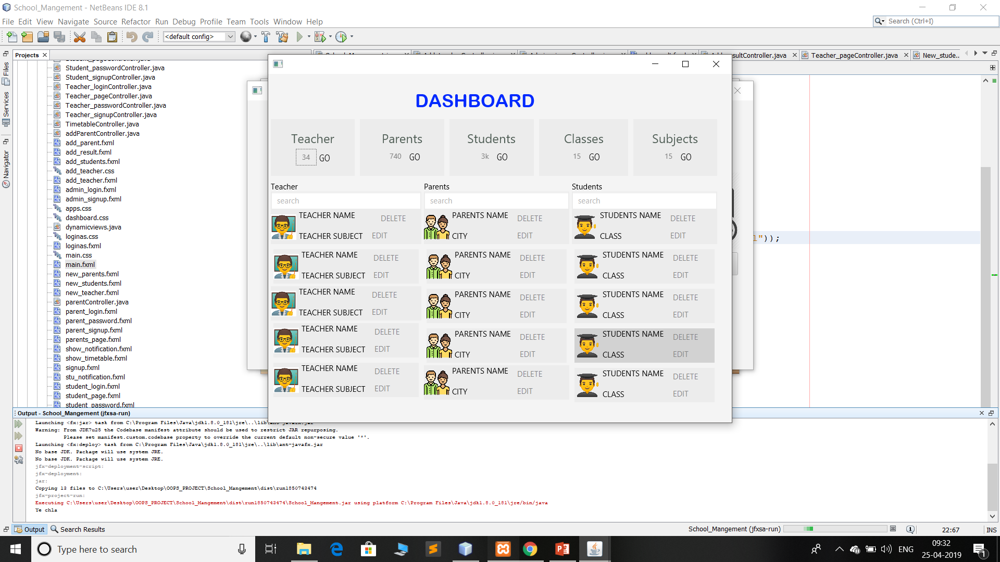 School_Mangement - NetBeans IDE 8.1
File Edit View Navigate Source Refactor Run Debug Profile Team Tools Window Help
Search (Ctrl+I)
<default config>
Projects
sultController.java
Teacher_pageController.java
New_stude...
Files
Services
Navigator
Student_passwordController.java
Student_signupController.java
Teacher_loginController.java
Teacher_pageController.java
Teacher_passwordController.java
Teacher_signupController.java
TimetableController.java
addParentController.java
add_parent.fxml
add_result.fxml
add_students.fxml
add_teacher.css
add_teacher.fxml
admin_login.fxml
admin_signup.fxml
apps.css
dashboard.css
dynamicviews.java
loginas.css
loginas.fxml
main.css
main.fxml
new_parents.fxml
new_students.fxml
new_teacher.fxml
parentController.java
parent_login.fxml
parent_password.fxml
parent_signup.fxml
parents_page.fxml
show_notification.fxml
show_timetable.fxml
signup.fxml
stu_notification.fxml
student_login.fxml
student_page.fxml
student_password.fxml
DASHBOARD
Teacher
34 GO
Parents
740 GO
Students
3k GO
Classes
15 GO
Subjects
15 GO
Teacher
search
TEACHER NAME DELETE
TEACHER SUBJECT EDIT
TEACHER NAME DELETE
TEACHER SUBJECT EDIT
TEACHER NAME DELETE
TEACHER SUBJECT EDIT
TEACHER NAME DELETE
TEACHER SUBJECT EDIT
TEACHER NAME DELETE
TEACHER SUBJECT EDIT
Parents
search
PARENTS NAME DELETE
CITY EDIT
PARENTS NAME DELETE
CITY EDIT
PARENTS NAME DELETE
CITY EDIT
PARENTS NAME DELETE
CITY EDIT
PARENTS NAME DELETE
CITY EDIT
Students
search
STUDENTS NAME DELETE
CLASS EDIT
STUDENTS NAME DELETE
CLASS EDIT
STUDENTS NAME DELETE
CLASS EDIT
STUDENTS NAME DELETE
CLASS EDIT
STUDENTS NAME DELETE
CLASS EDIT
l"));
Output - School_Mangement (jfxsa-run)
Launching <fx:jar> task from C:\Program Files\Java\jdk1.8.0_181\jre\..\lib\ant-javafx.jar
Warning: From JDK7u25 the Codebase manifest attribute should be used to restrict JAR repurposing.
Please set manifest.custom.codebase property to override the current default non-secure value '*'.
Launching <fx:deploy> task from C:\Program Files\Java\jdk1.8.0_181\jre\..\lib\ant-javafx.jar
No base JDK. Package will use system JRE.
No base JDK. Package will use system JRE.
jfx-deployment-script:
jfx-deployment:
jar:
Copying 13 files to C:\Users\user\Desktop\OOPS_PROJECT\School_Mangement\dist\run1850743474
jfx-project-run:
Executing C:\Users\user\Desktop\OOPS_PROJECT\School_Mangement\dist\run1850743474\School_Mangement.jar using platform C:\Program Files\Java\jdk1.8.0_181\jre/bin/java
Ye chla
Output
Search Results
School_Mangement (jfxsa-run)
22:67
INS
Type here to search
ENG
09:32
25-04-2019
1